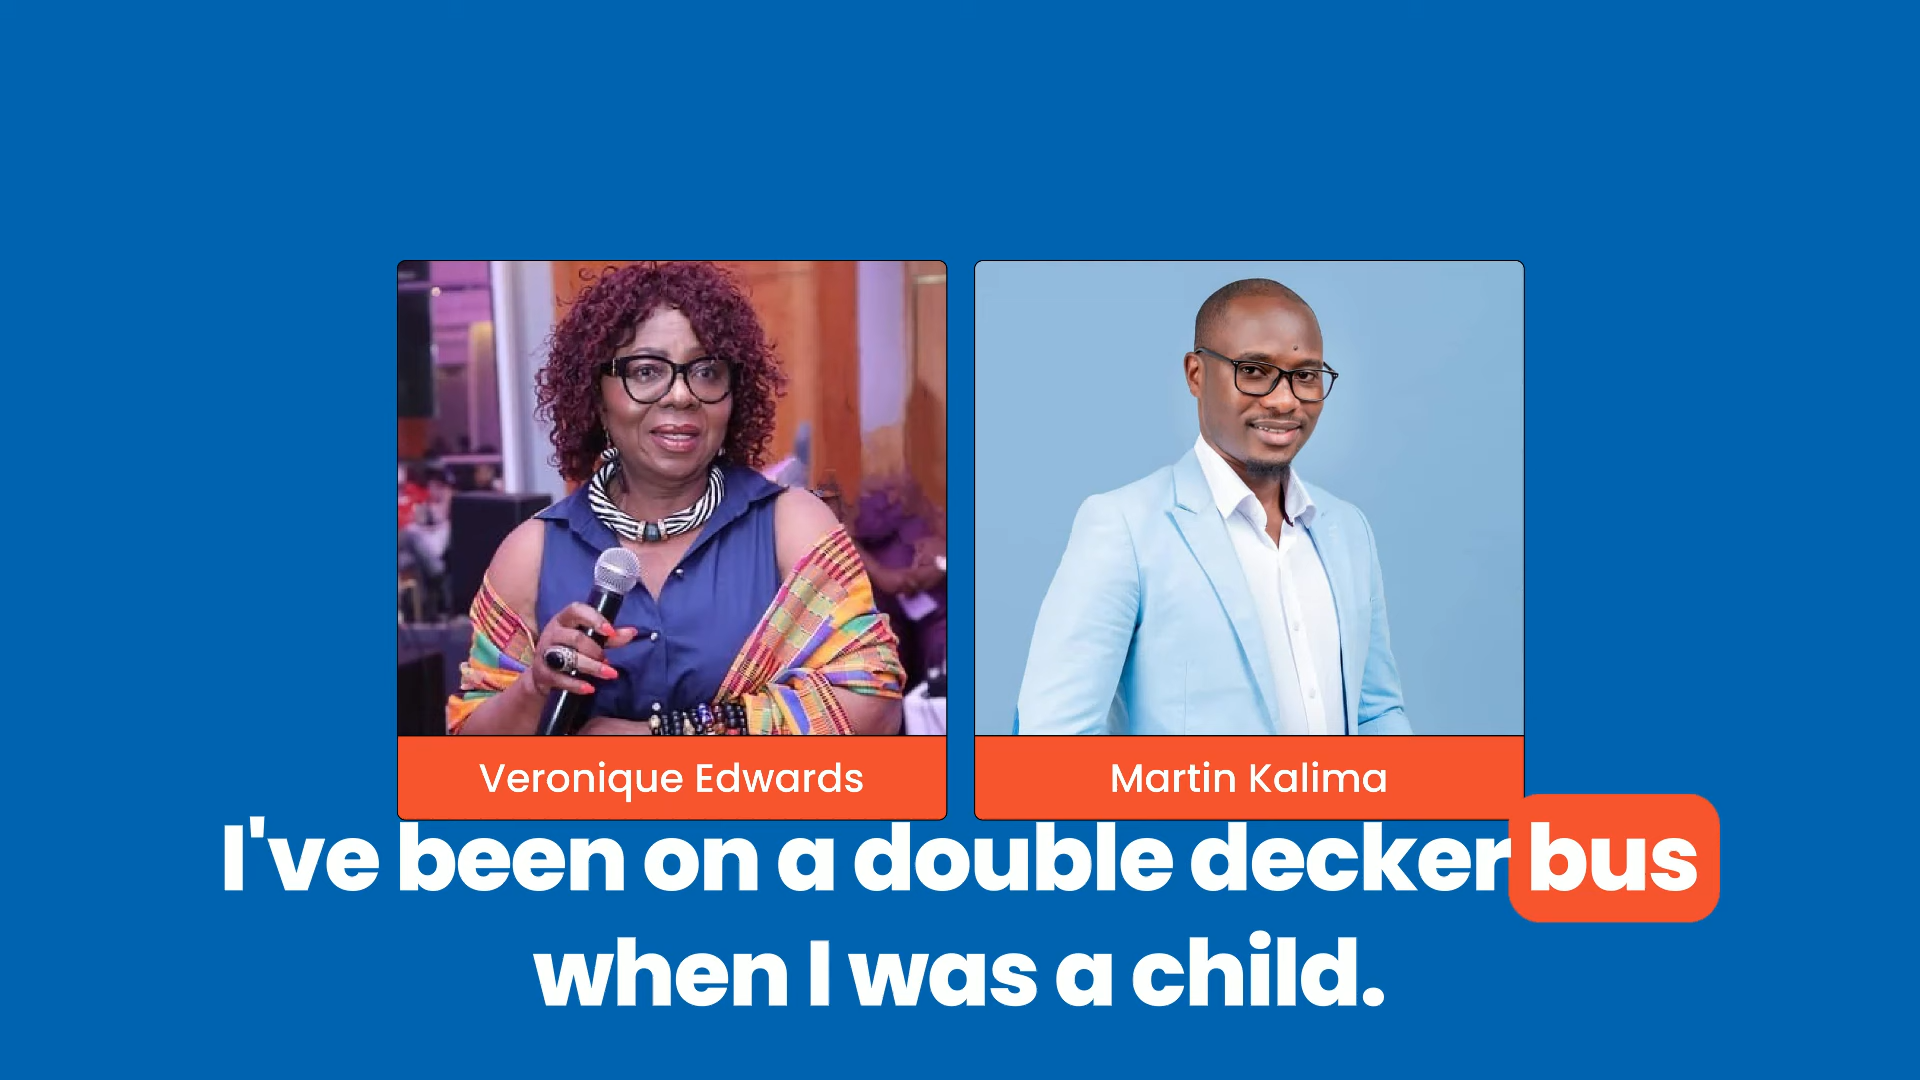 Veronique Edwards
Martin Kalima
I've been on a double decker bus
when I was a child.